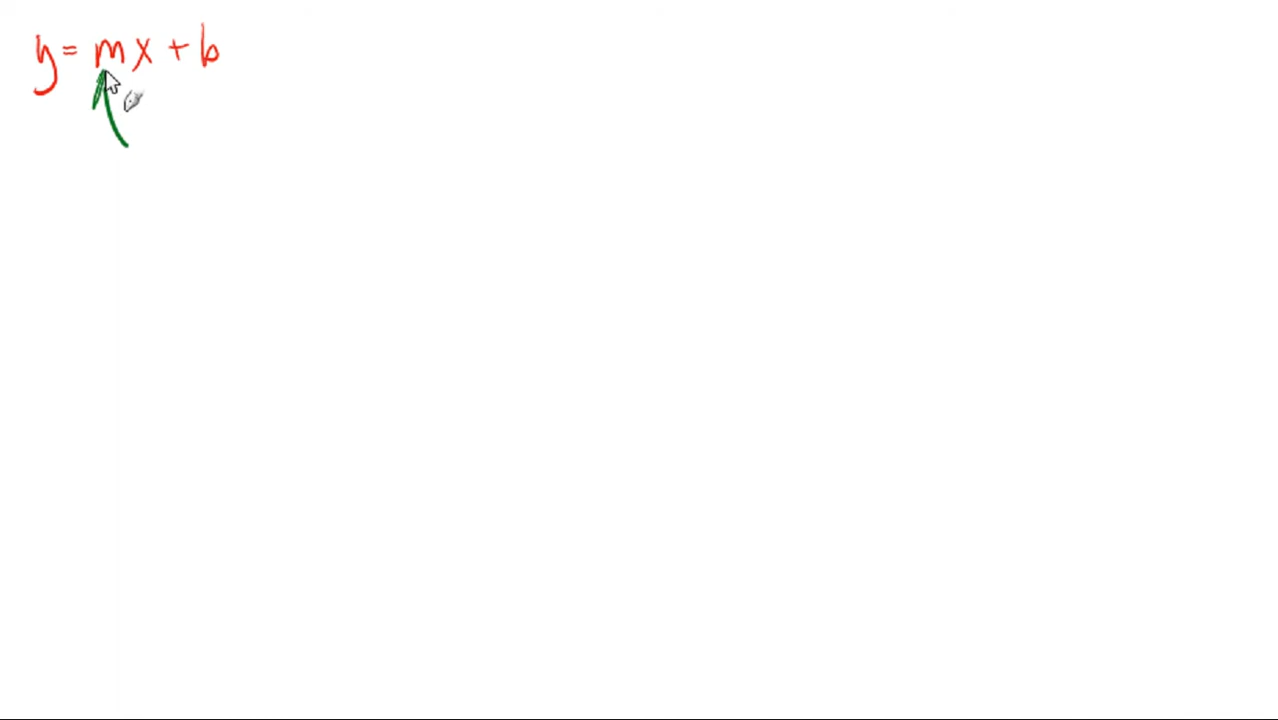 y = mx + b